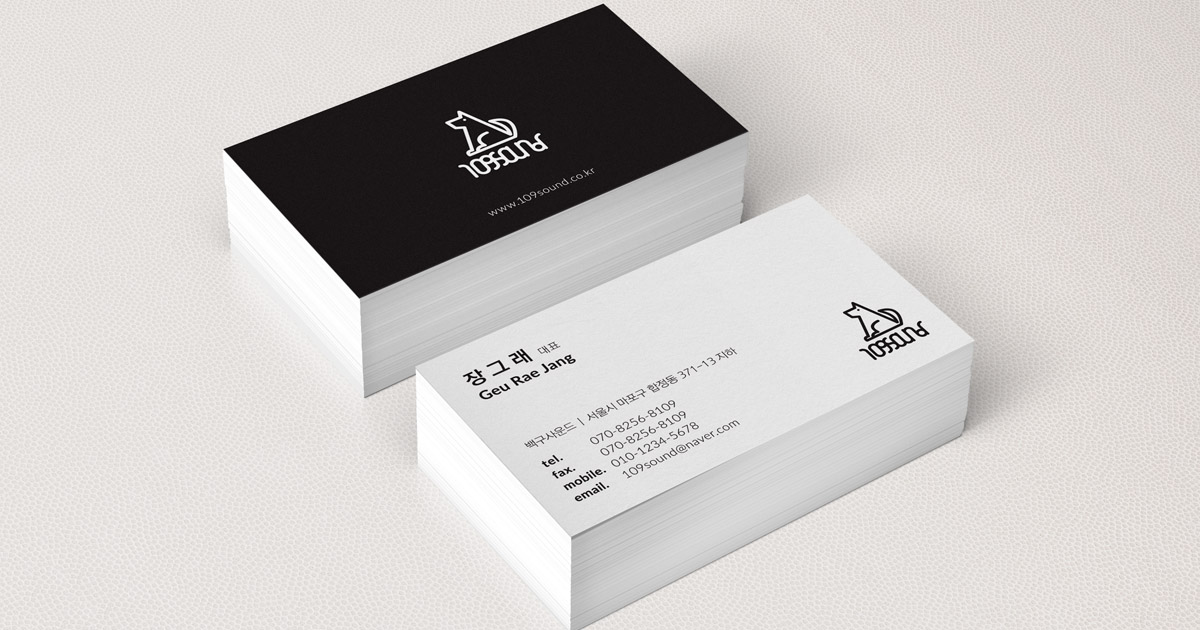 109sound
www.109sound.co.kr
장그래 대표
Geu Rae Jang
백구사운드 | 서울시 마포구 합정동 371-13 지하
tel. 070-8256-8109
fax. 070-8256-8109
mobile. 010-1234-5678
email. 109sound@naver.com
109sound